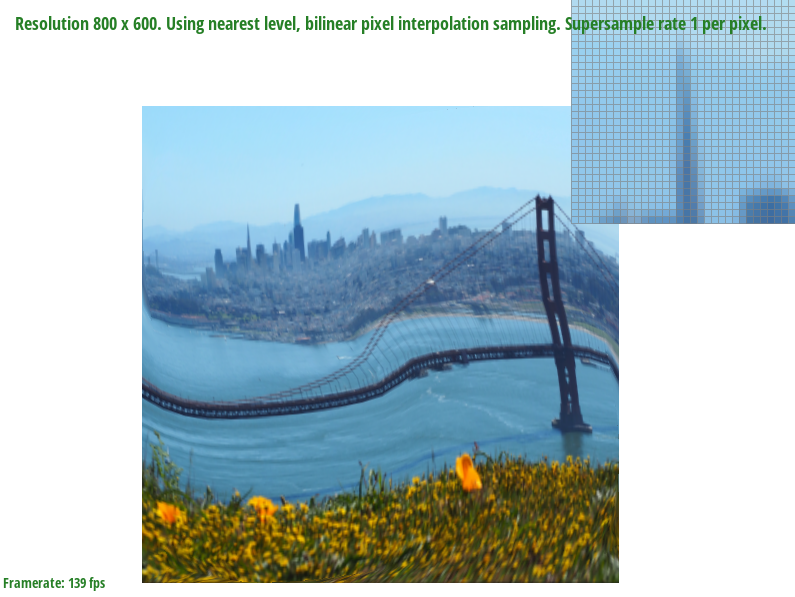 Resolution 800 x 600. Using nearest level, bilinear pixel interpolation sampling. Supersample rate 1 per pixel.
Framerate: 139 fps